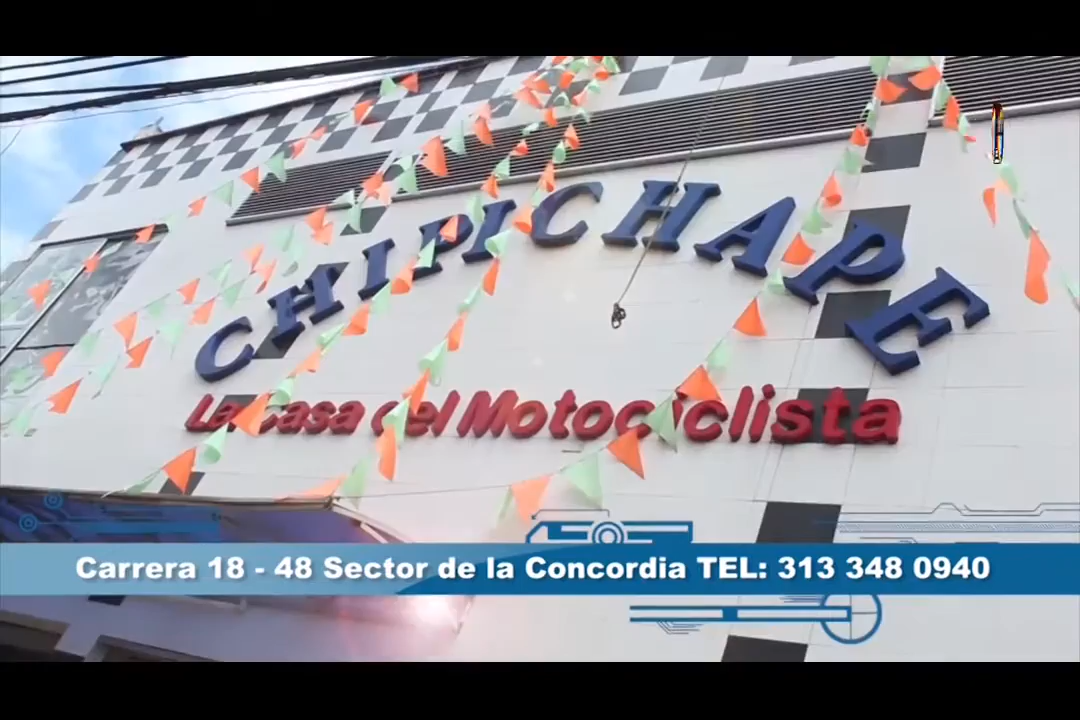 CHIPICHAPE
La Casa del Motociclista
Carrera 18 - 48 Sector de la Concordia TEL: 313 348 0940